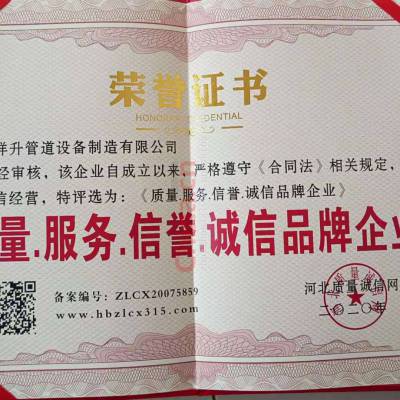 荣誉证书
HONOR CREDENTIAL
祥升管道设备制造有限公司
经审核，该企业自成立以来，严格遵守《合同法》相关规定，
信经营，特评选为：《质量.服务.信誉.诚信品牌企业》
量.服务.信誉.诚信品牌企业
备案编号：ZLCX20075859
www.hbzlcx315.com
河北质量诚信网
二〇二〇年